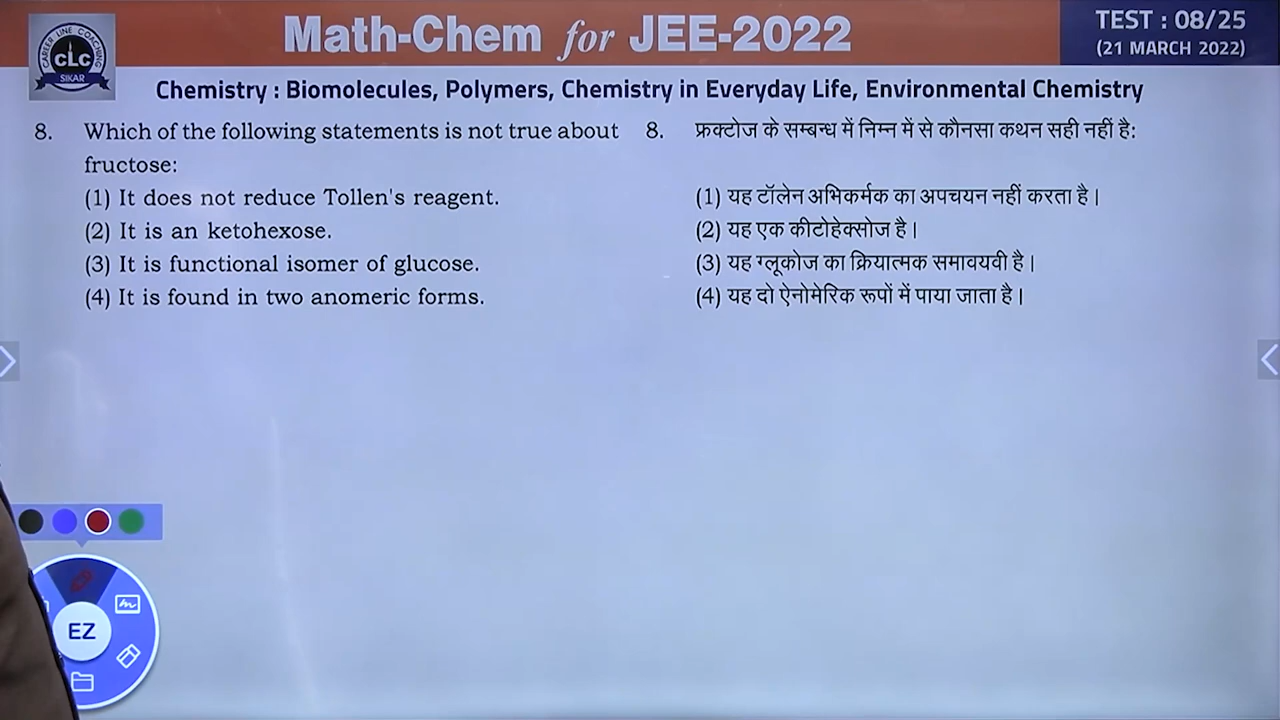 CAREER LINE COACHING
CLC
SIKAR
Math-Chem for JEE-2022
TEST : 08/25
(21 MARCH 2022)
Chemistry : Biomolecules, Polymers, Chemistry in Everyday Life, Environmental Chemistry
8. Which of the following statements is not true about
fructose:
(1) It does not reduce Tollen's reagent.
(2) It is an ketohexose.
(3) It is functional isomer of glucose.
(4) It is found in two anomeric forms.
8. फ्रक्टोज के सम्बन्ध में निम्न में से कौनसा कथन सही नहीं है:
(1) यह टॉलेन अभिकर्मक का अपचयन नहीं करता है।
(2) यह एक कीटोहेक्सोज है।
(3) यह ग्लूकोज का क्रियात्मक समावयवी है।
(4) यह दो ऐनोमेरिक रूपों में पाया जाता है।
EZ